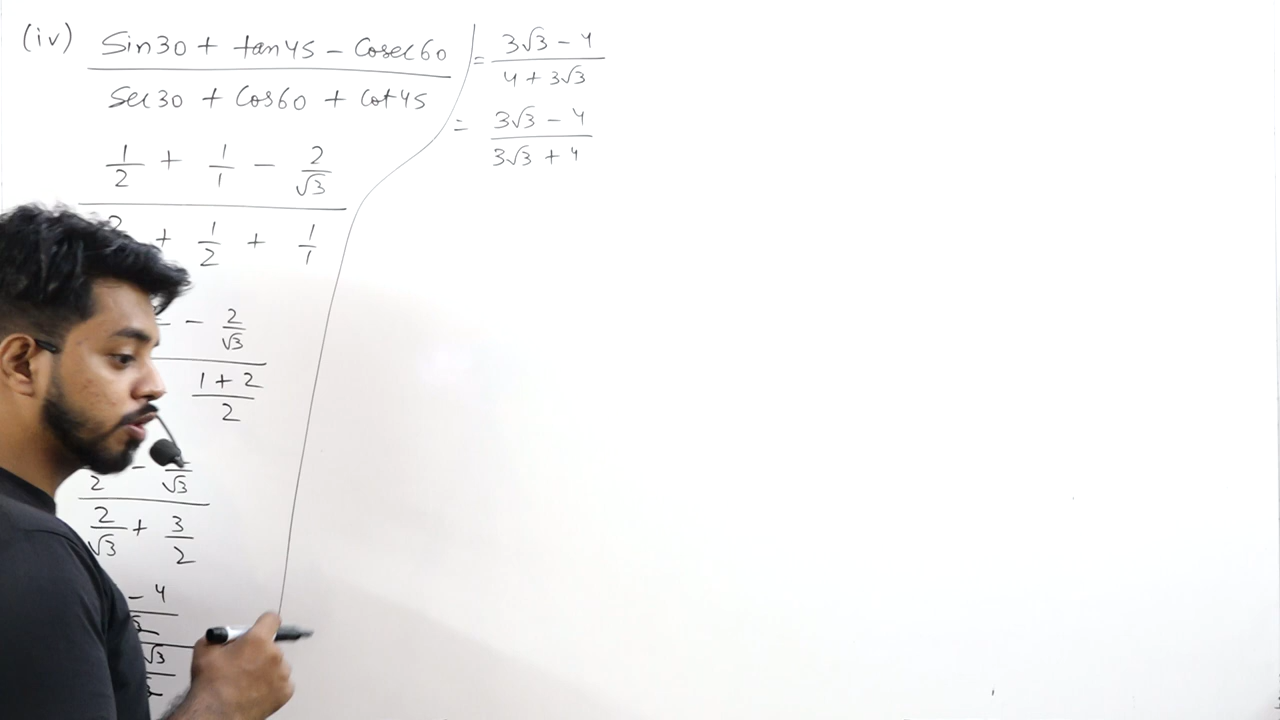 (iv) Sin30 + tan45 - Cosec60
Sec30 + Cos60 + Cot45
1/2 + 1/1 - 2/√3
+ 1/2 + 1/1
- 2/√3
1+2/2
2 - √3
2/√3 + 3/2
- 4
√3
= 3√3 - 4 / 4 + 3√3
= 3√3 - 4 / 3√3 + 4